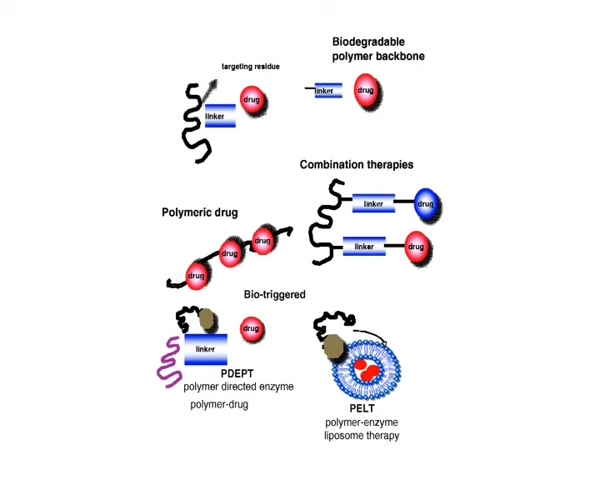 Biodegradable
polymer backbone
targeting residue
drug
linker
linker
drug
Combination therapies
linker
drug
Polymeric drug
drug
drug
drug
linker
drug
Bio-triggered
drug
linker
PDEPT
polymer directed enzyme
polymer-drug
PELT
polymer-enzyme
liposome therapy